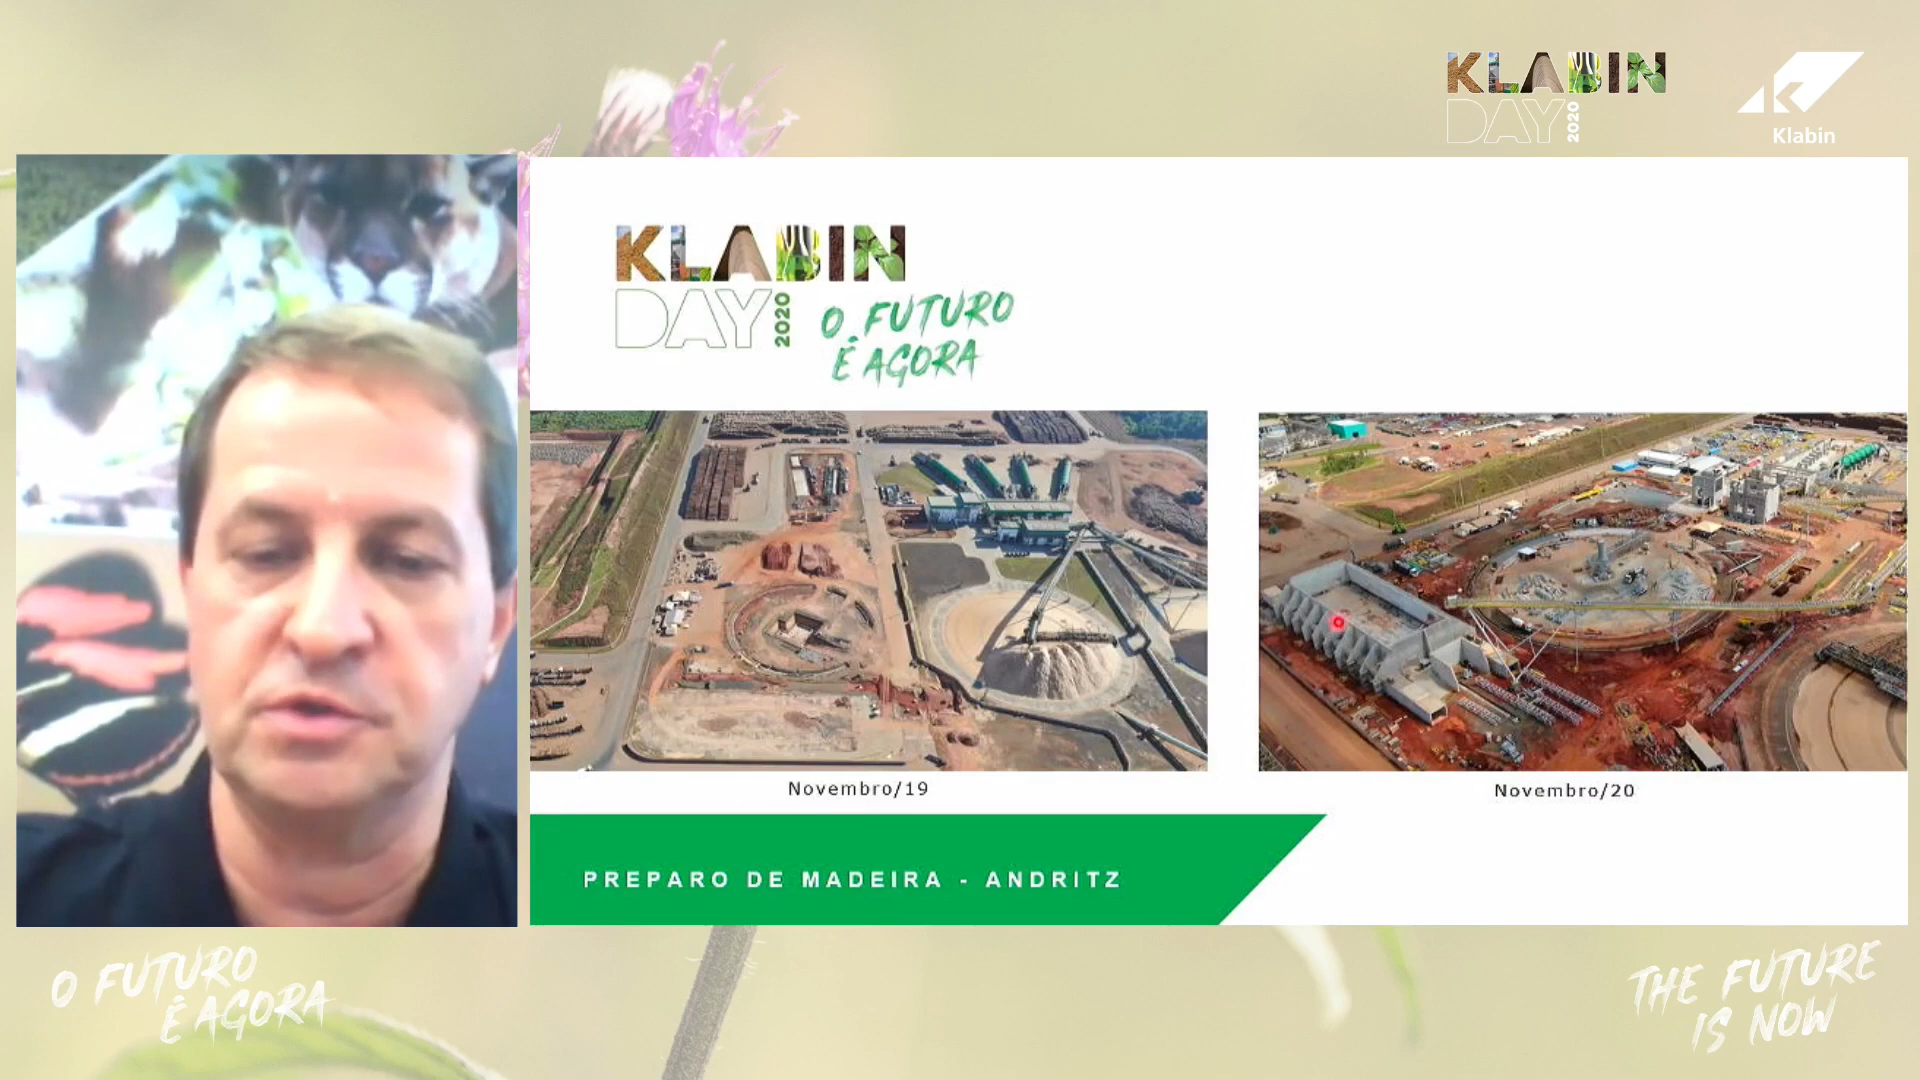 KLABIN
DAY 2020
Klabin
KLABIN
DAY 2020
O FUTURO
É AGORA
Novembro/19
Novembro/20
PREPARO DE MADEIRA - ANDRITZ
O FUTURO
É AGORA
THE FUTURE
IS NOW